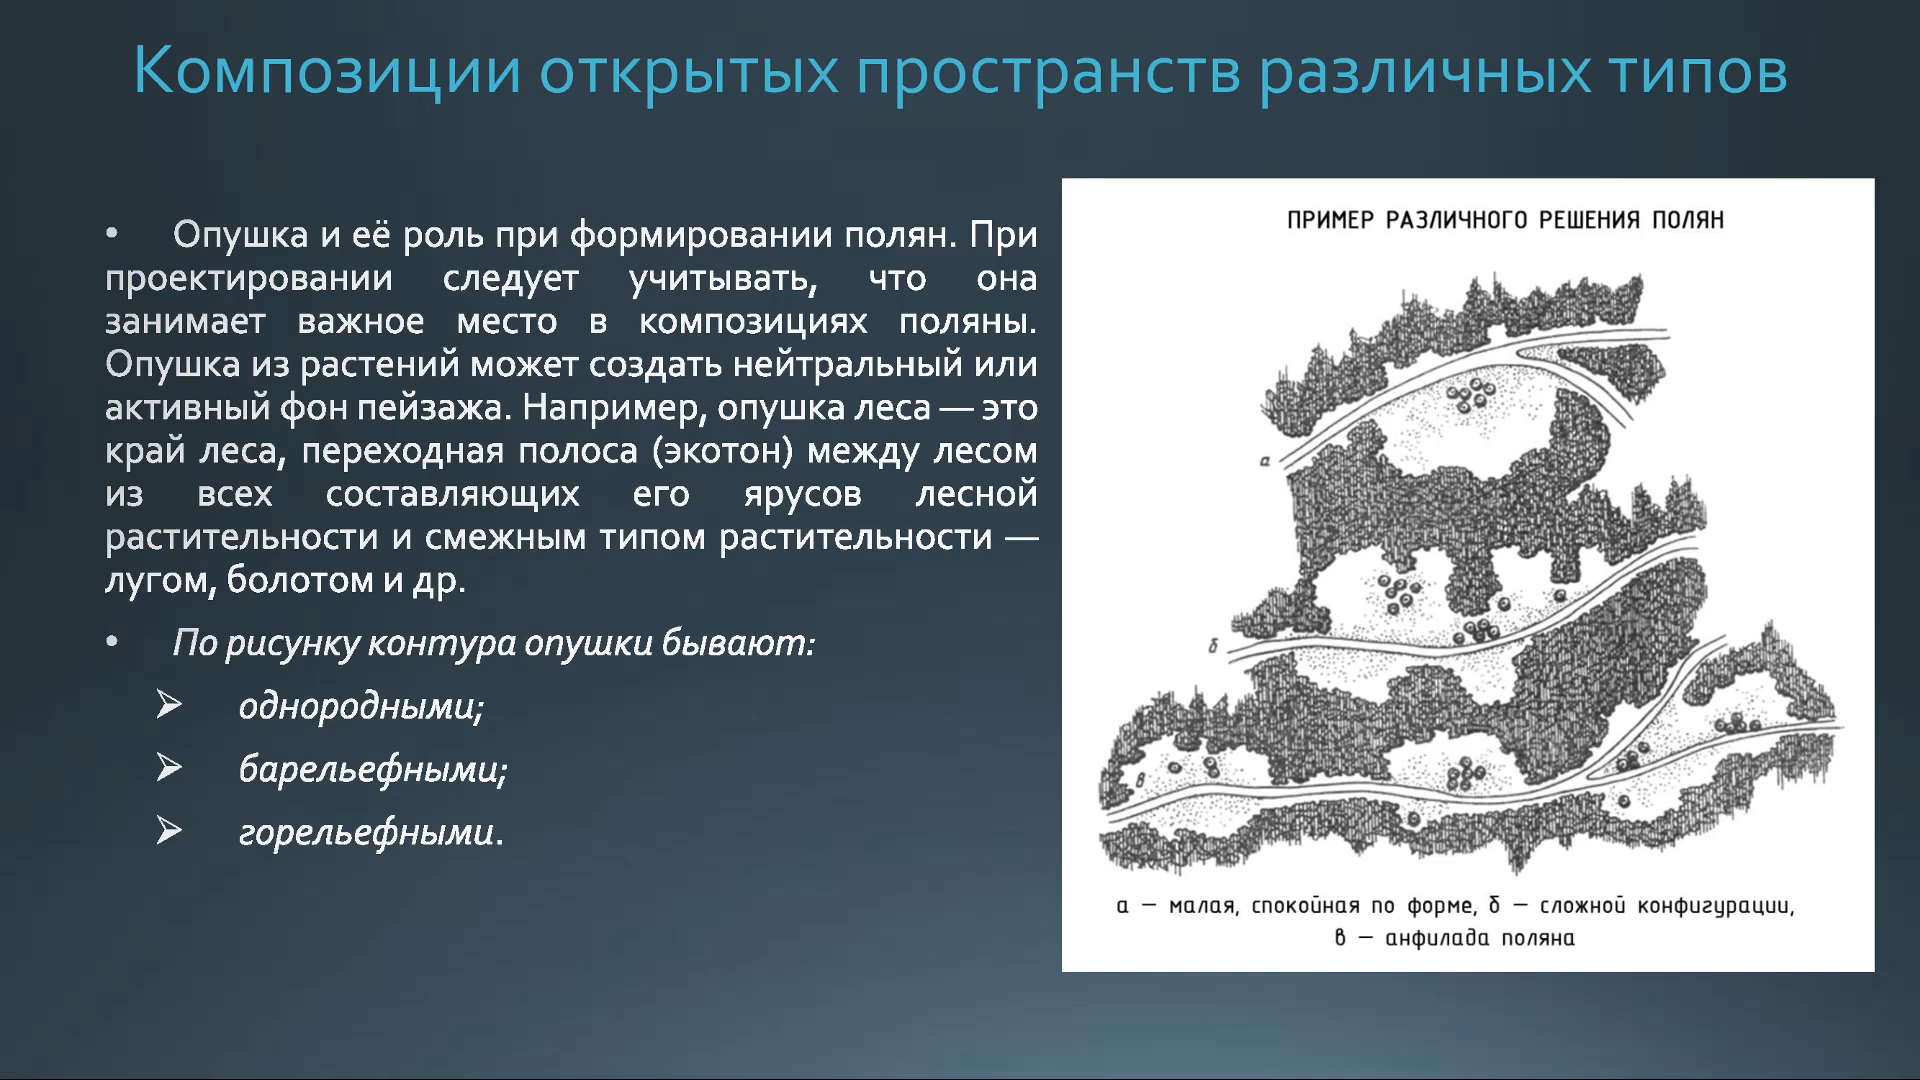 Композиции открытых пространств различных типов
• Опушка и её роль при формировании полян. При
проектировании следует учитывать, что она
занимает важное место в композициях поляны.
Опушка из растений может создать нейтральный или
активный фон пейзажа. Например, опушка леса — это
край леса, переходная полоса (экотон) между лесом
из всех составляющих его ярусов лесной
растительности и смежным типом растительности —
лугом, болотом и др.
• По рисунку контура опушки бывают:
➢ однородными;
➢ барельефными;
➢ горельефными.
ПРИМЕР РАЗЛИЧНОГО РЕШЕНИЯ ПОЛЯН
а
б
в
а — малая, спокойная по форме, б — сложной конфигурации,
в — анфилада поляна